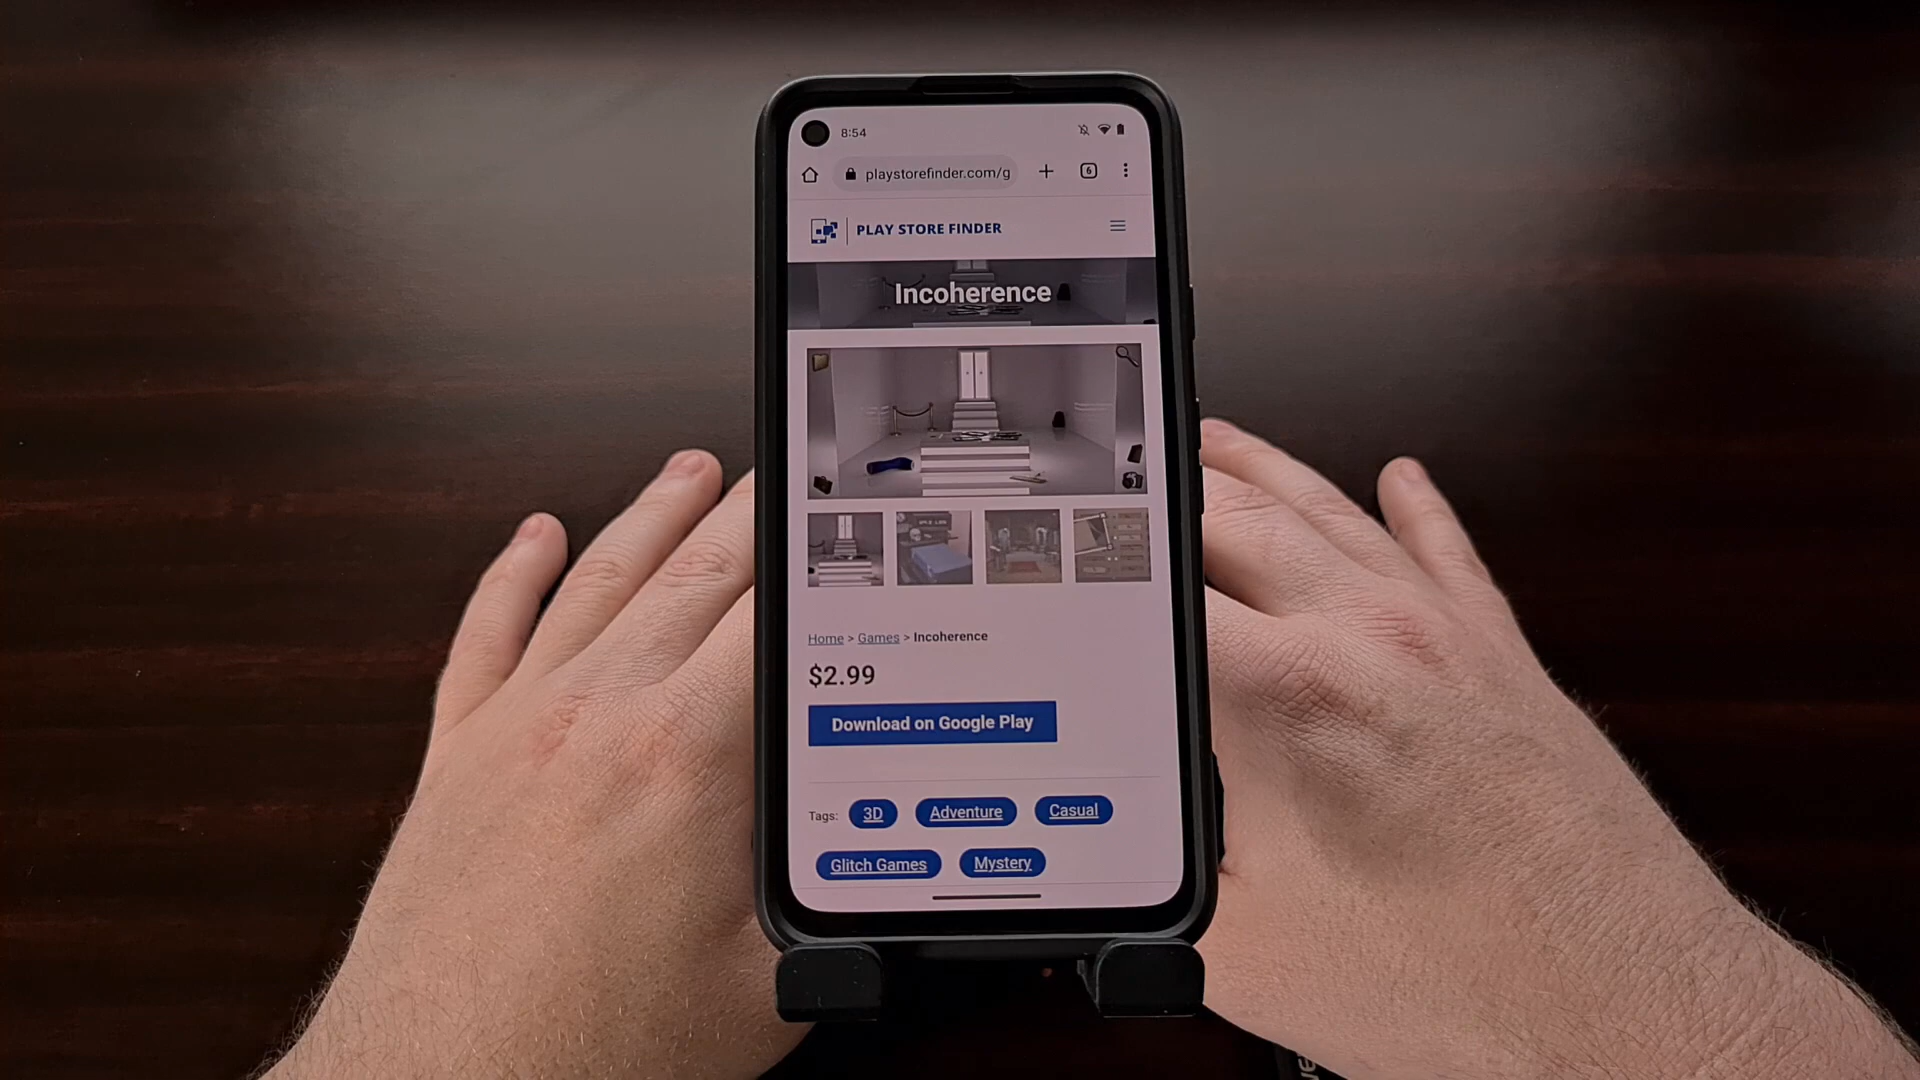 8:54
playstorefinder.com/g
6
PLAY STORE FINDER
Incoherence
Home > Games > Incoherence
$2.99
Download on Google Play
Tags: 3D Adventure Casual
Glitch Games Mystery